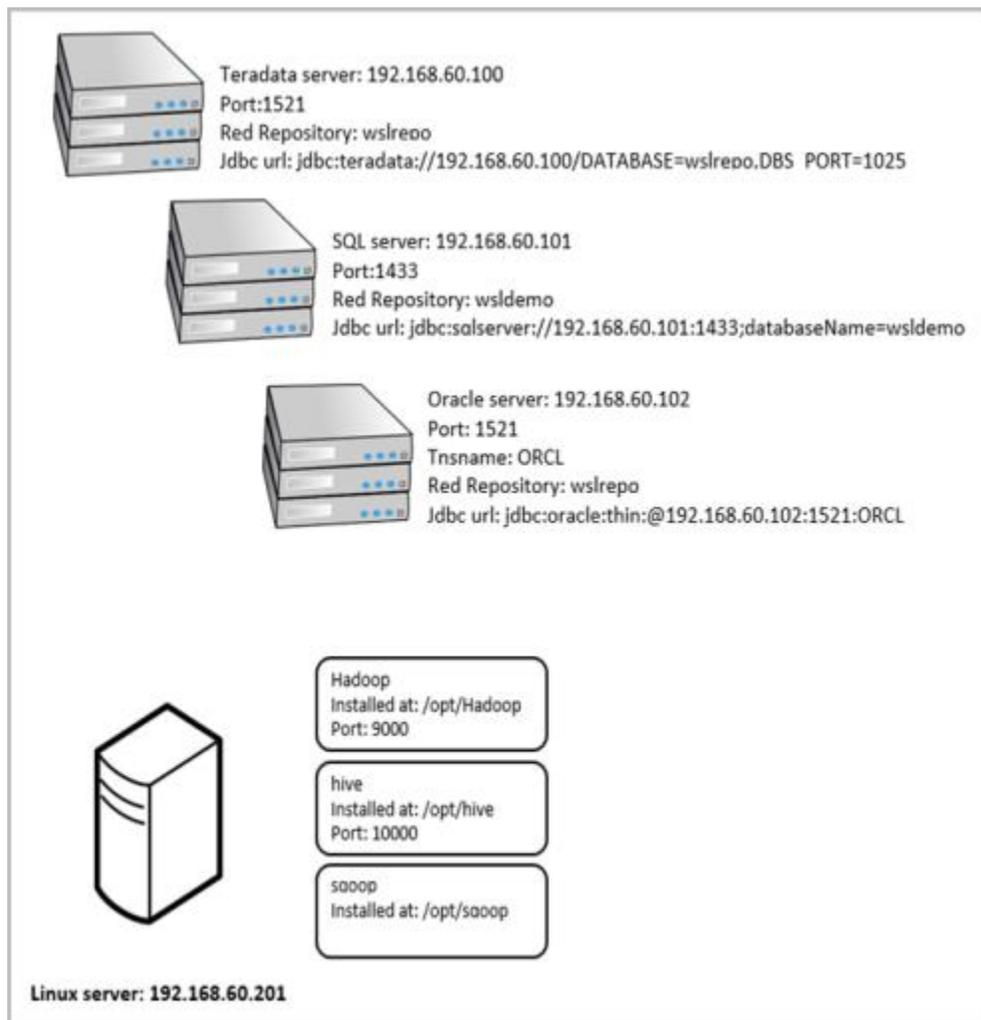 Teradata server: 192.168.60.100
Port:1521
Red Repository: wslrepo
Jdbc url: jdbc:teradata://192.168.60.100/DATABASE=wslrepo,DBS_PORT=1025
SQL server: 192.168.60.101
Port:1433
Red Repository: wsldemo
Jdbc url: jdbc:sqlserver://192.168.60.101:1433;databaseName=wsldemo
Oracle server: 192.168.60.102
Port: 1521
Tnsname: ORCL
Red Repository: wslrepo
Jdbc url: jdbc:oracle:thin:@192.168.60.102:1521:ORCL
Hadoop
Installed at: /opt/Hadoop
Port: 9000
hive
Installed at: /opt/hive
Port: 10000
sqoop
Installed at: /opt/sqoop
Linux server: 192.168.60.201